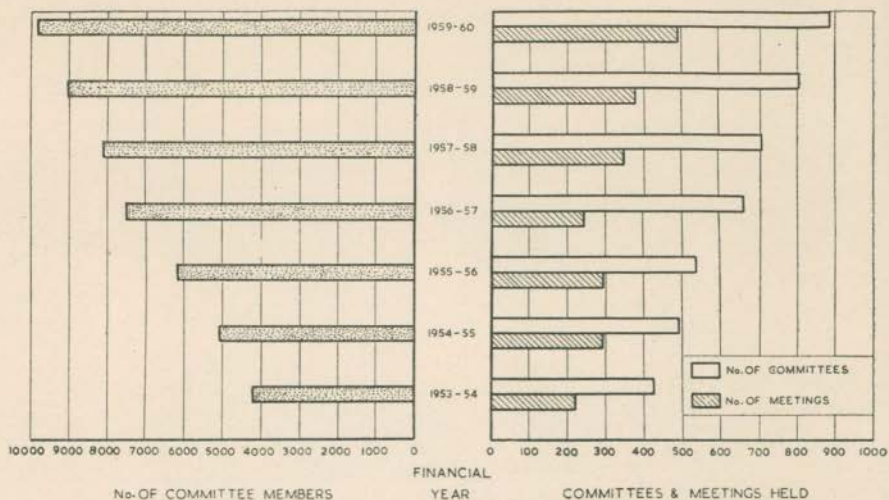 1959-60
1958-59
1957-58
1956-57
1955-56
1954-55
1953-54
No. OF COMMITTEES
No. OF MEETINGS
10000 9000 8000 7000 6000 5000 4000 3000 2000 1000 0
0 100 200 300 400 500 600 700 800 900 1000
FINANCIAL
No. OF COMMITTEE MEMBERS YEAR COMMITTEES & MEETINGS HELD